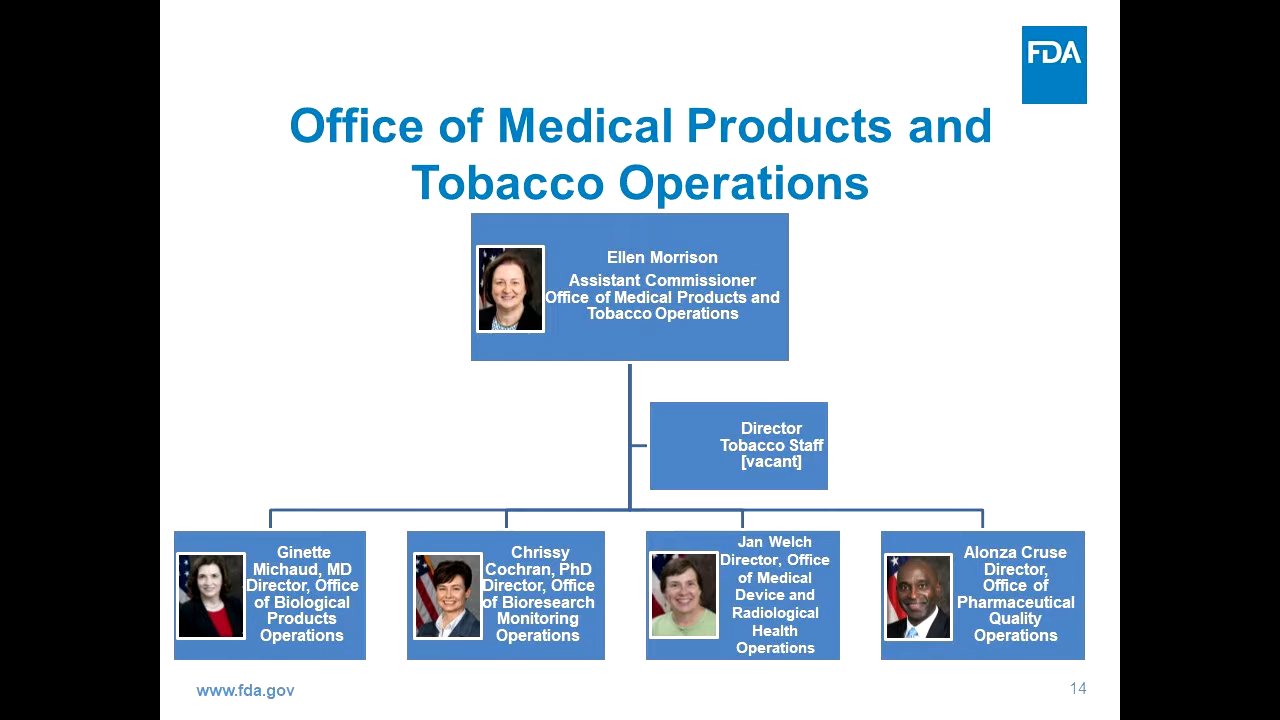 FDA
Office of Medical Products and
Tobacco Operations
Ellen Morrison
Assistant Commissioner
Office of Medical Products and
Tobacco Operations
Director
Tobacco Staff
[vacant]
Ginette
Michaud, MD
Director, Office
of Biological
Products
Operations
Chrissy
Cochran, PhD
Director, Office
of Bioresearch
Monitoring
Operations
Jan Welch
Director, Office
of Medical
Device and
Radiological
Health
Operations
Alonza Cruse
Director,
Office of
Pharmaceutical
Quality
Operations
www.fda.gov
14